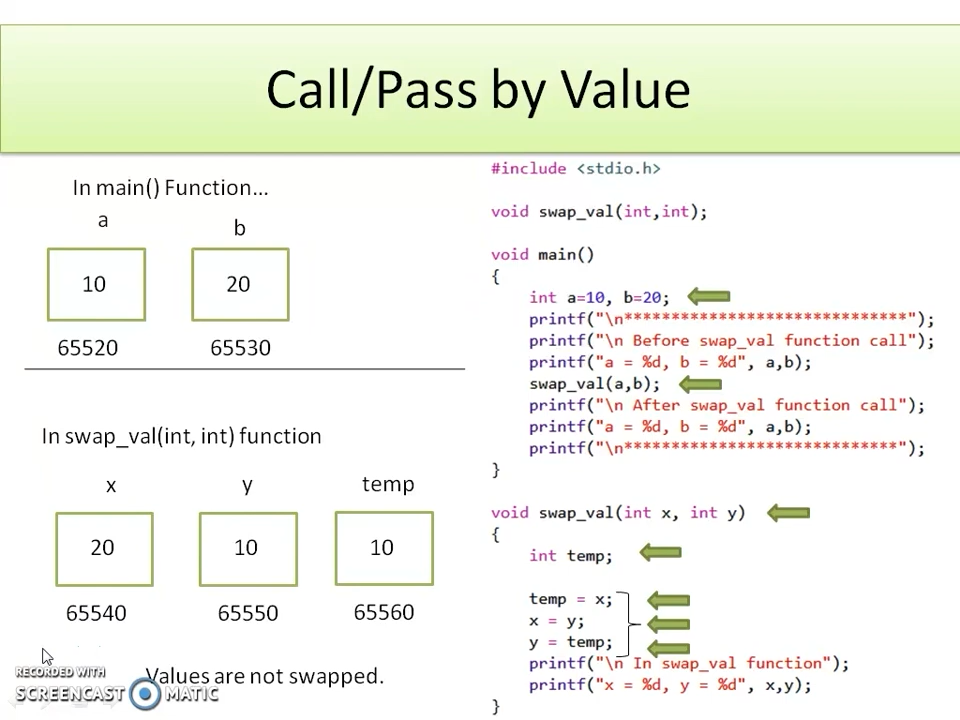 Call/Pass by Value
In main() Function...
a
b
10
20
65520
65530
In swap_val(int, int) function
x
y
temp
20
10
10
65540
65550
65560
Values are not swapped.
RECORDED WITH
SCREENCAST MATIC
#include <stdio.h>
void swap_val(int,int);
void main()
{
int a=10, b=20;
printf("\n******************************");
printf("\n Before swap_val function call");
printf("a = %d, b = %d", a,b);
swap_val(a,b);
printf("\n After swap_val function call");
printf("a = %d, b = %d", a,b);
printf("\n*****************************");
}
void swap_val(int x, int y)
{
int temp;
temp = x;
x = y;
y = temp;
printf("\n In swap_val function");
printf("x = %d, y = %d", x,y);
}